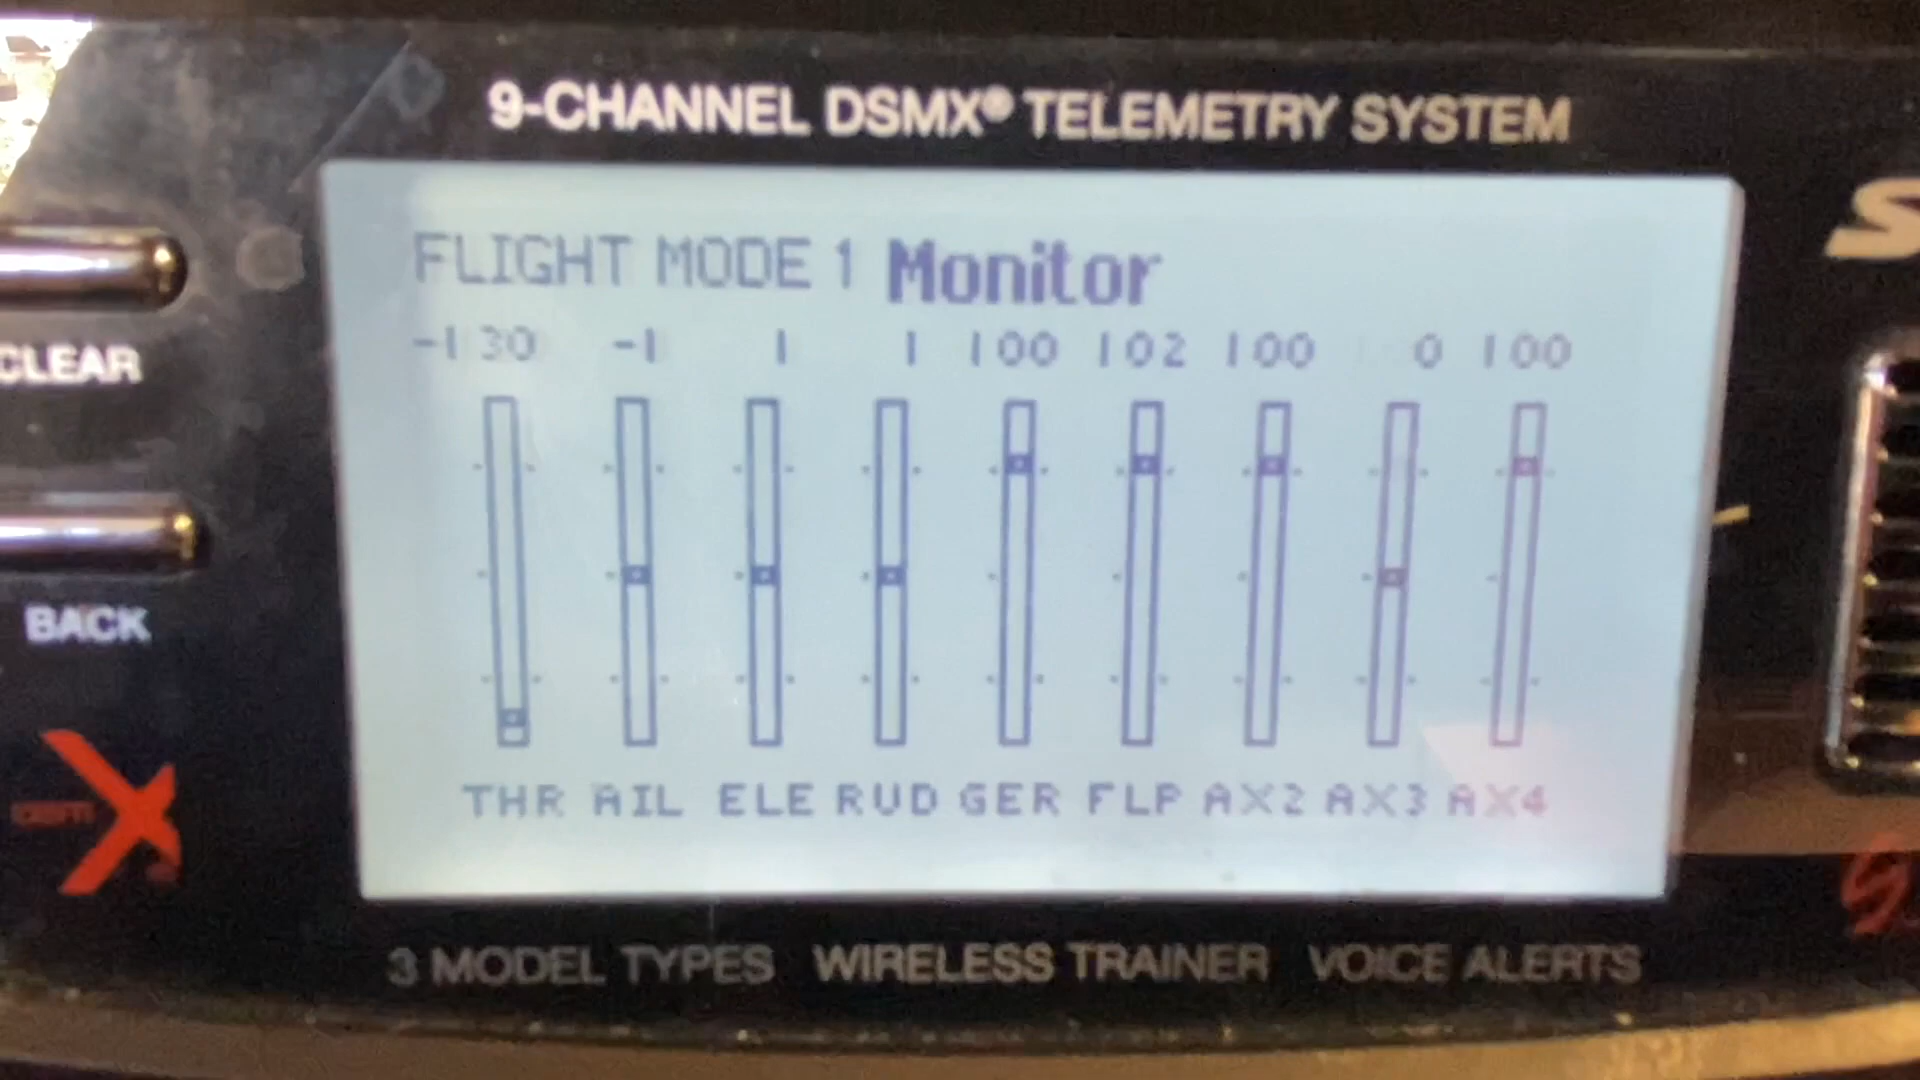 9-CHANNEL DSMX® TELEMETRY SYSTEM
FLIGHT MODE 1 Monitor
-130 -1 1 1 100 102 100 0 100
THR AIL ELE RUD GER FLP AX2 AX3 AX4
CLEAR
BACK
3 MODEL TYPES WIRELESS TRAINER VOICE ALERTS